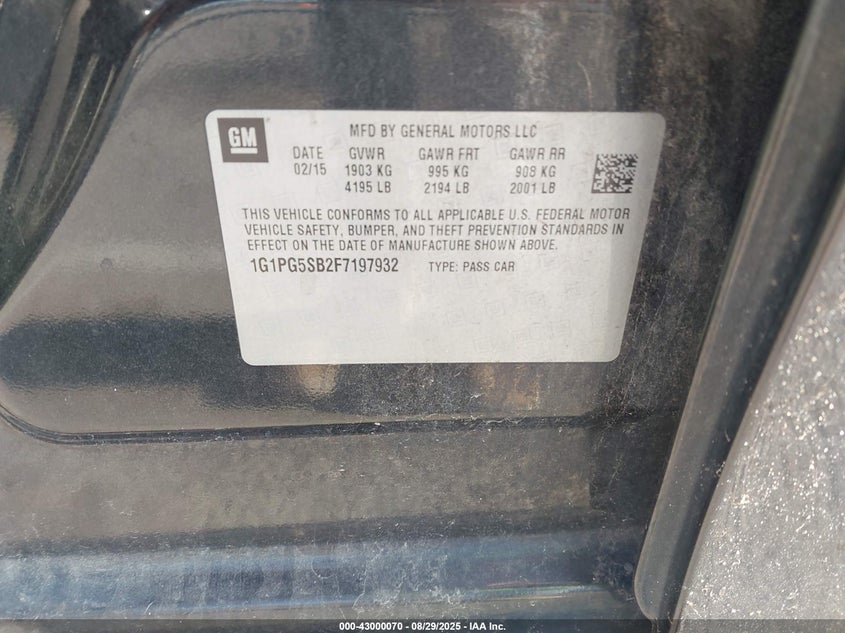 GM
MFD BY GENERAL MOTORS LLC
DATE GVWR GAWR FRT GAWR RR
02/15 1903 KG 995 KG 908 KG
4195 LB 2194 LB 2001 LB
THIS VEHICLE CONFORMS TO ALL APPLICABLE U.S. FEDERAL MOTOR
VEHICLE SAFETY, BUMPER, AND THEFT PREVENTION STANDARDS IN
EFFECT ON THE DATE OF MANUFACTURE SHOWN ABOVE.
1G1PG5SB2F7197932 TYPE: PASS CAR
000-43000070 - 08/29/2025 - IAA Inc.